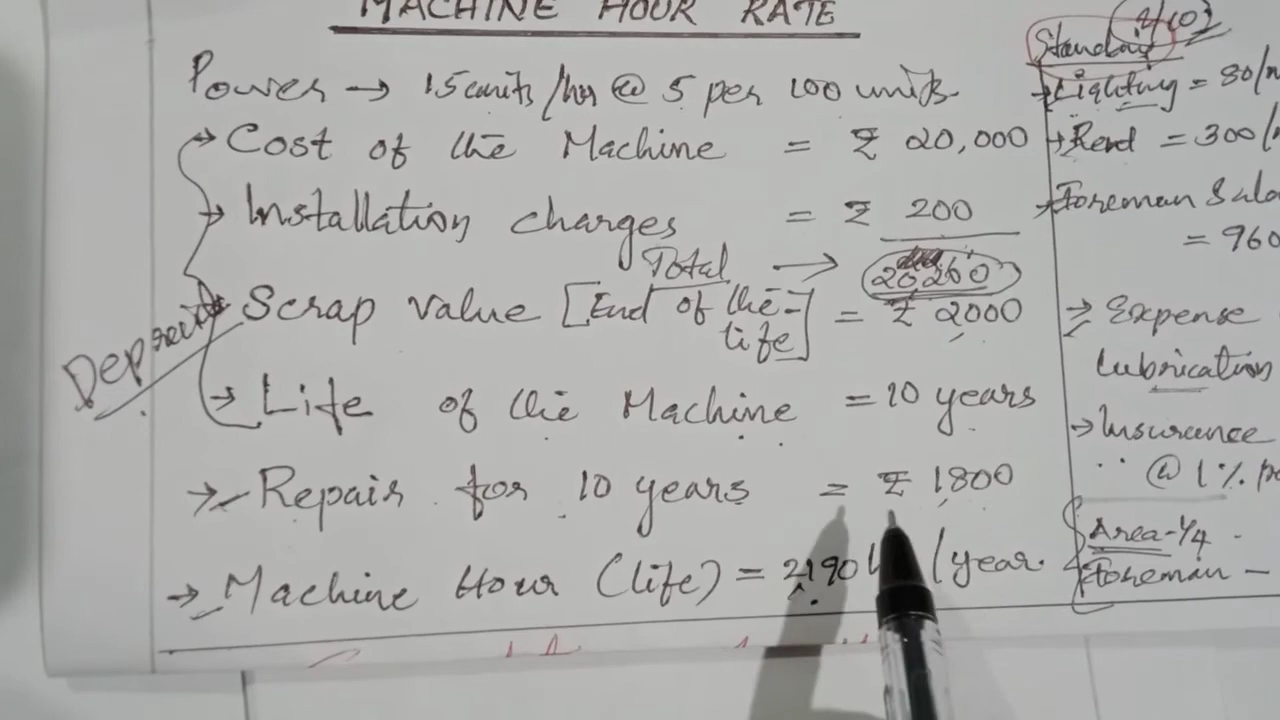 MACHINE HOUR RATE
Power → 15 units /hr @ 5 per 100 units
→ Cost of the Machine = ₹ 20,000
→ Installation charges = ₹ 200
Total → 20260
→ Scrap value [End of the life] = ₹ 2000
→ Life of the Machine = 10 years
→ Repair for 10 years = ₹ 1800
→ Machine Hour (life) = 2190 /year.
Standing
→ Lighting = 80/
→ Rent = 300/
→ Foreman
= 960
⇒ Expense
Lubrication
→ Insurance
@ 1%
Area - 1/4 -
Foreman -